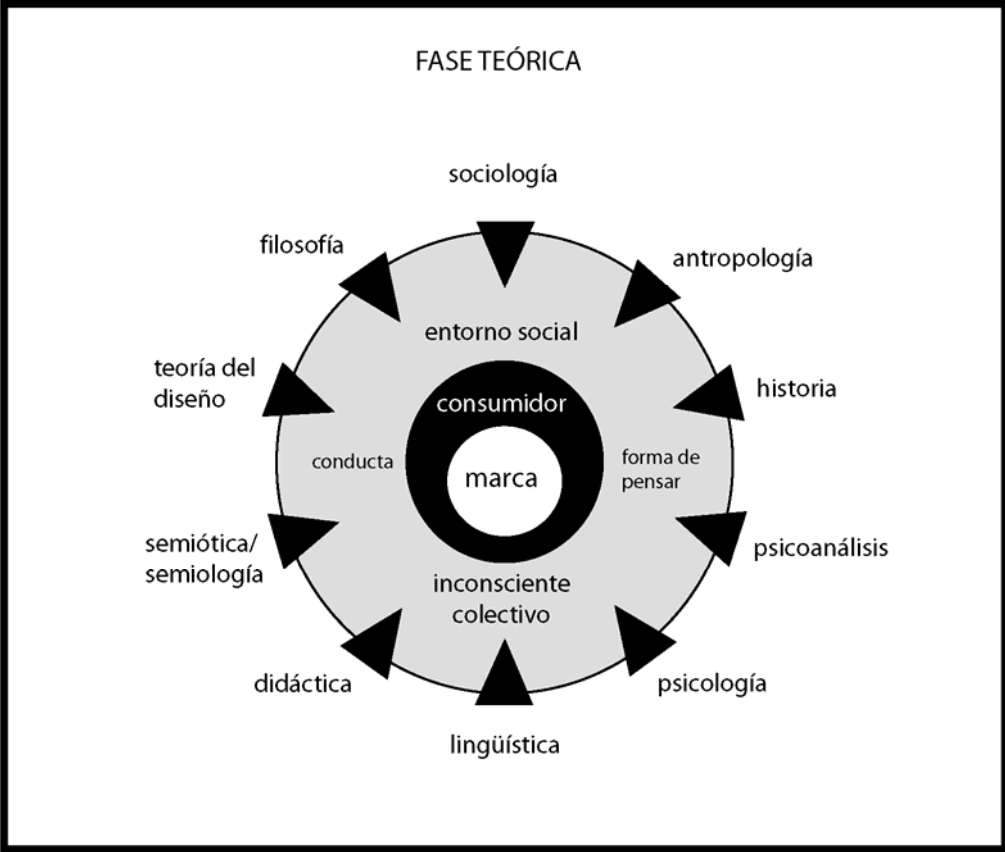 FASE TEÓRICA
sociología
filosofía
antropología
entorno social
teoría del
diseño
historia
consumidor
conducta
marca
forma de
pensar
semiótica/
semiología
psicoanálisis
inconsciente
colectivo
didáctica
psicología
lingüística